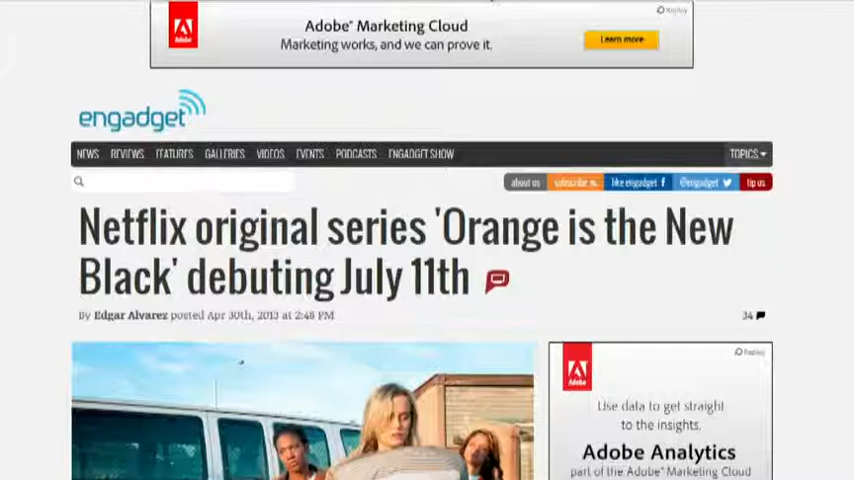 Replay
Adobe® Marketing Cloud
Marketing works, and we can prove it.
Learn more
Adobe
engadget
NEWS REVIEWS FEATURES GALLERIES VIDEOS EVENTS PODCASTS ENGADGET SHOW TOPICS
about us subscribe like engadget f @engadget tip us
Netflix original series 'Orange is the New
Black' debuting July 11th
By Edgar Alvarez posted Apr 30th, 2013 at 2:48 PM
34
Replay
Adobe
Use data to get straight
to the insights.
Adobe Analytics
part of the Adobe® Marketing Cloud